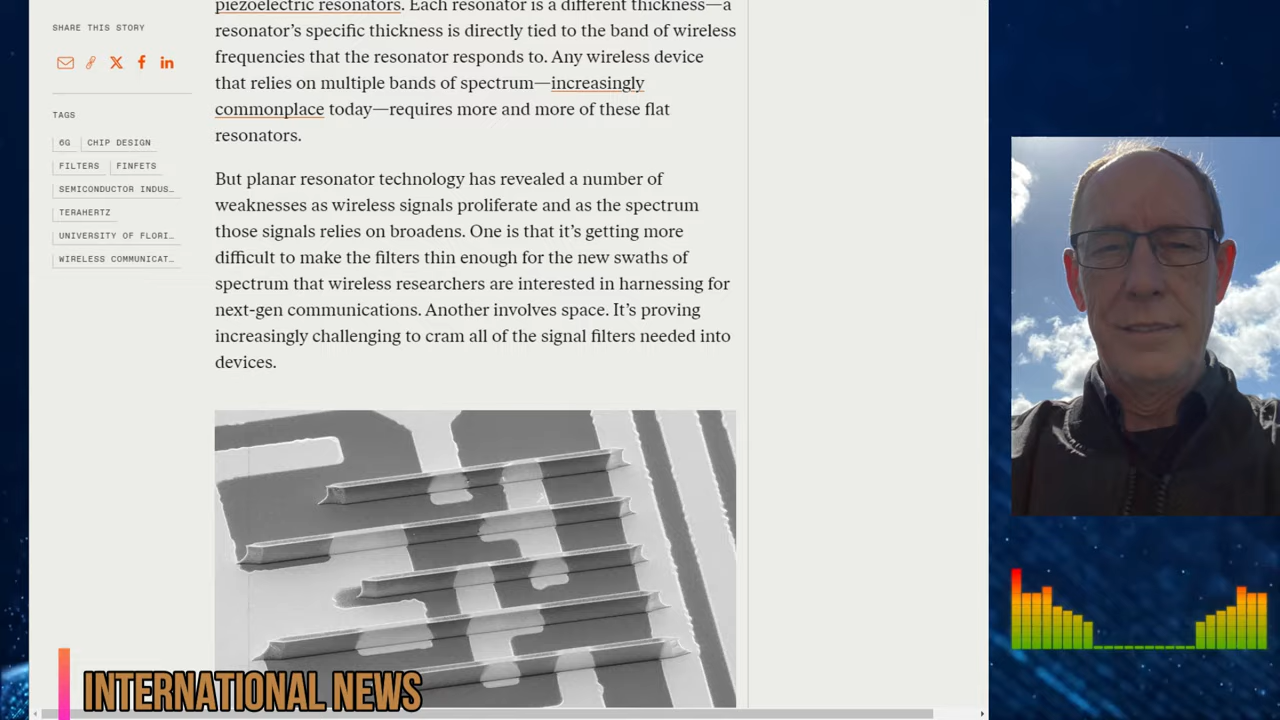 SHARE THIS STORY
TAGS
6G CHIP DESIGN
FILTERS FINFETS
SEMICONDUCTOR INDUS…
TERAHERTZ
UNIVERSITY OF FLORI…
WIRELESS COMMUNICAT…
piezoelectric resonators. Each resonator is a different thickness—a
resonator’s specific thickness is directly tied to the band of wireless
frequencies that the resonator responds to. Any wireless device
that relies on multiple bands of spectrum—increasingly
commonplace today—requires more and more of these flat
resonators.
But planar resonator technology has revealed a number of
weaknesses as wireless signals proliferate and as the spectrum
those signals relies on broadens. One is that it’s getting more
difficult to make the filters thin enough for the new swaths of
spectrum that wireless researchers are interested in harnessing for
next-gen communications. Another involves space. It’s proving
increasingly challenging to cram all of the signal filters needed into
devices.
INTERNATIONAL NEWS